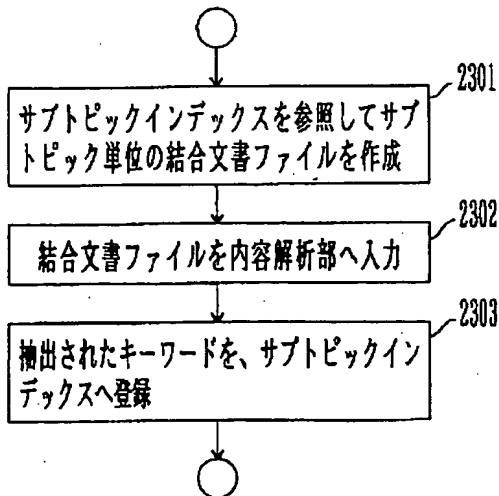 2301
サブトピックインデックスを参照してサブ
トピック単位の結合文書ファイルを作成
2302
結合文書ファイルを内容解析部へ入力
2303
抽出されたキーワードを、サブトピックイン
デックスへ登録